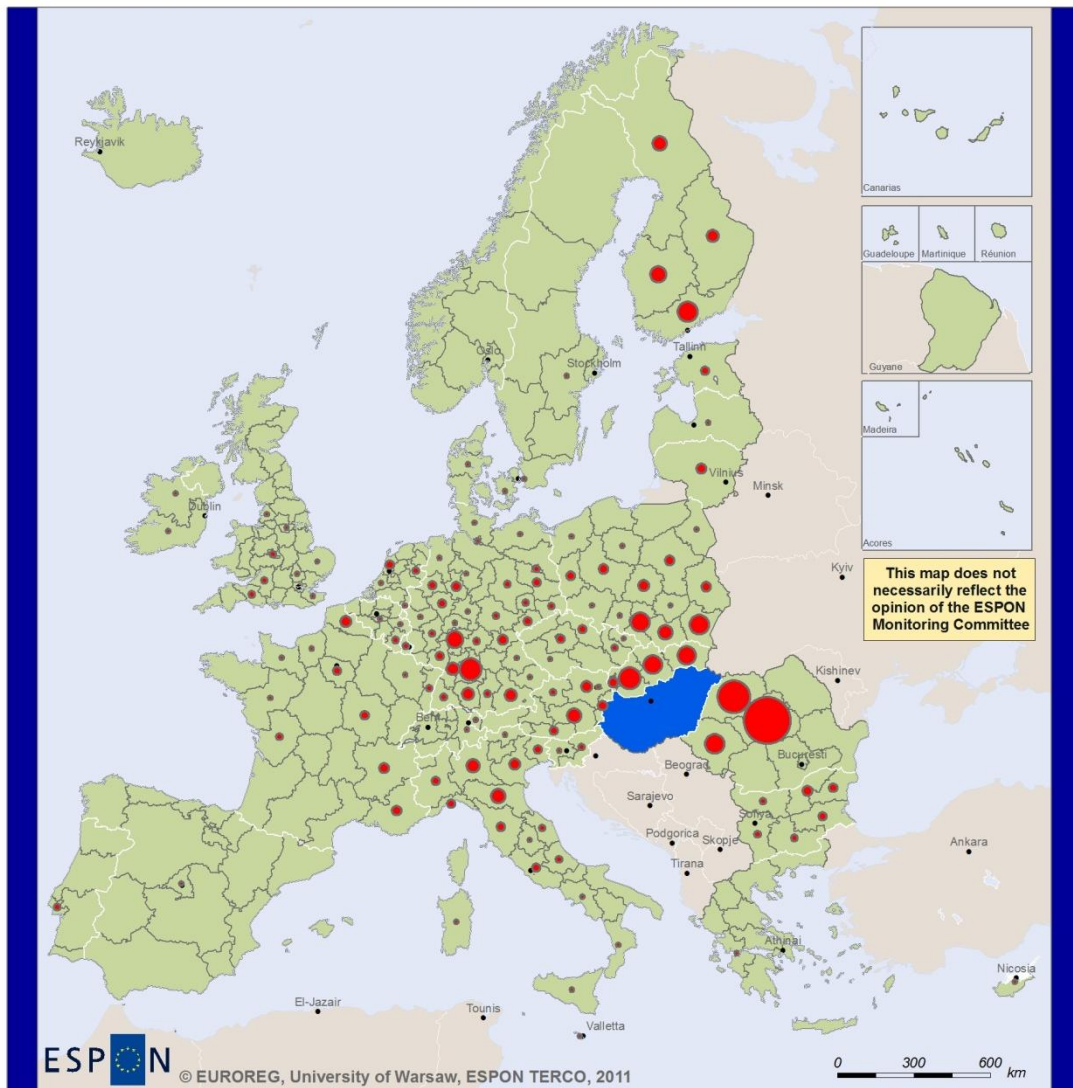 Reykjavik
Canarias
Guadeloupe
Martinique
Réunion
Guyane
Madeira
Acores
This map does not
necessarily reflect the
opinion of the ESPON
Monitoring Committee
Oslo
Stockholm
Tallinn
Vilnius
Minsk
Dublin
Kyiv
Kishinev
Bern
Bucuresti
Beograd
Sarajevo
Sofiya
Podgorica
Skopje
Tirana
Ankara
Athinai
Nicosia
El-Jazair
Tounis
Valletta
ESPON
© EUROREG, University of Warsaw, ESPON TERCO, 2011
0 300 600
km